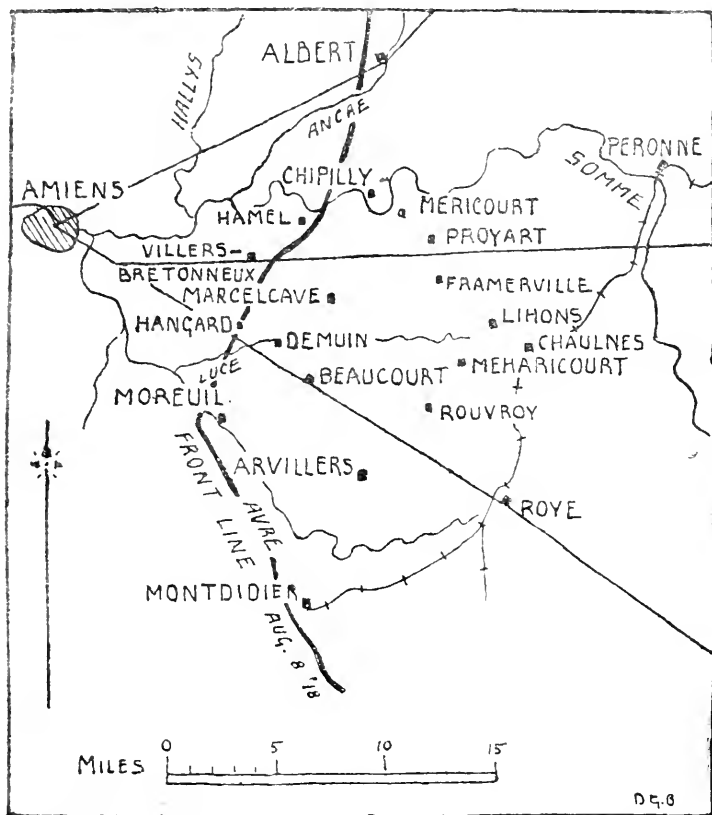 ALBERT
HALLYS
ANCRE
PERONNE
SOMME
CHIPILLY
AMIENS
MERICOURT
HAMEL
PROYART
VILLERS-
BRETONNEUX
FRAMERVILLE
MARCELCAVE
LIHONS
HANGARD
DEMUIN
CHAULNES
MEHARICOURT
LUCE
BEAUCOURT
MOREUIL
ROUVROY
ARVILLERS
FRONT LINE
AVRE
ROYE
MONTDIDIER
AUG. 8 '18
0 5 10 15
MILES
D.G.B